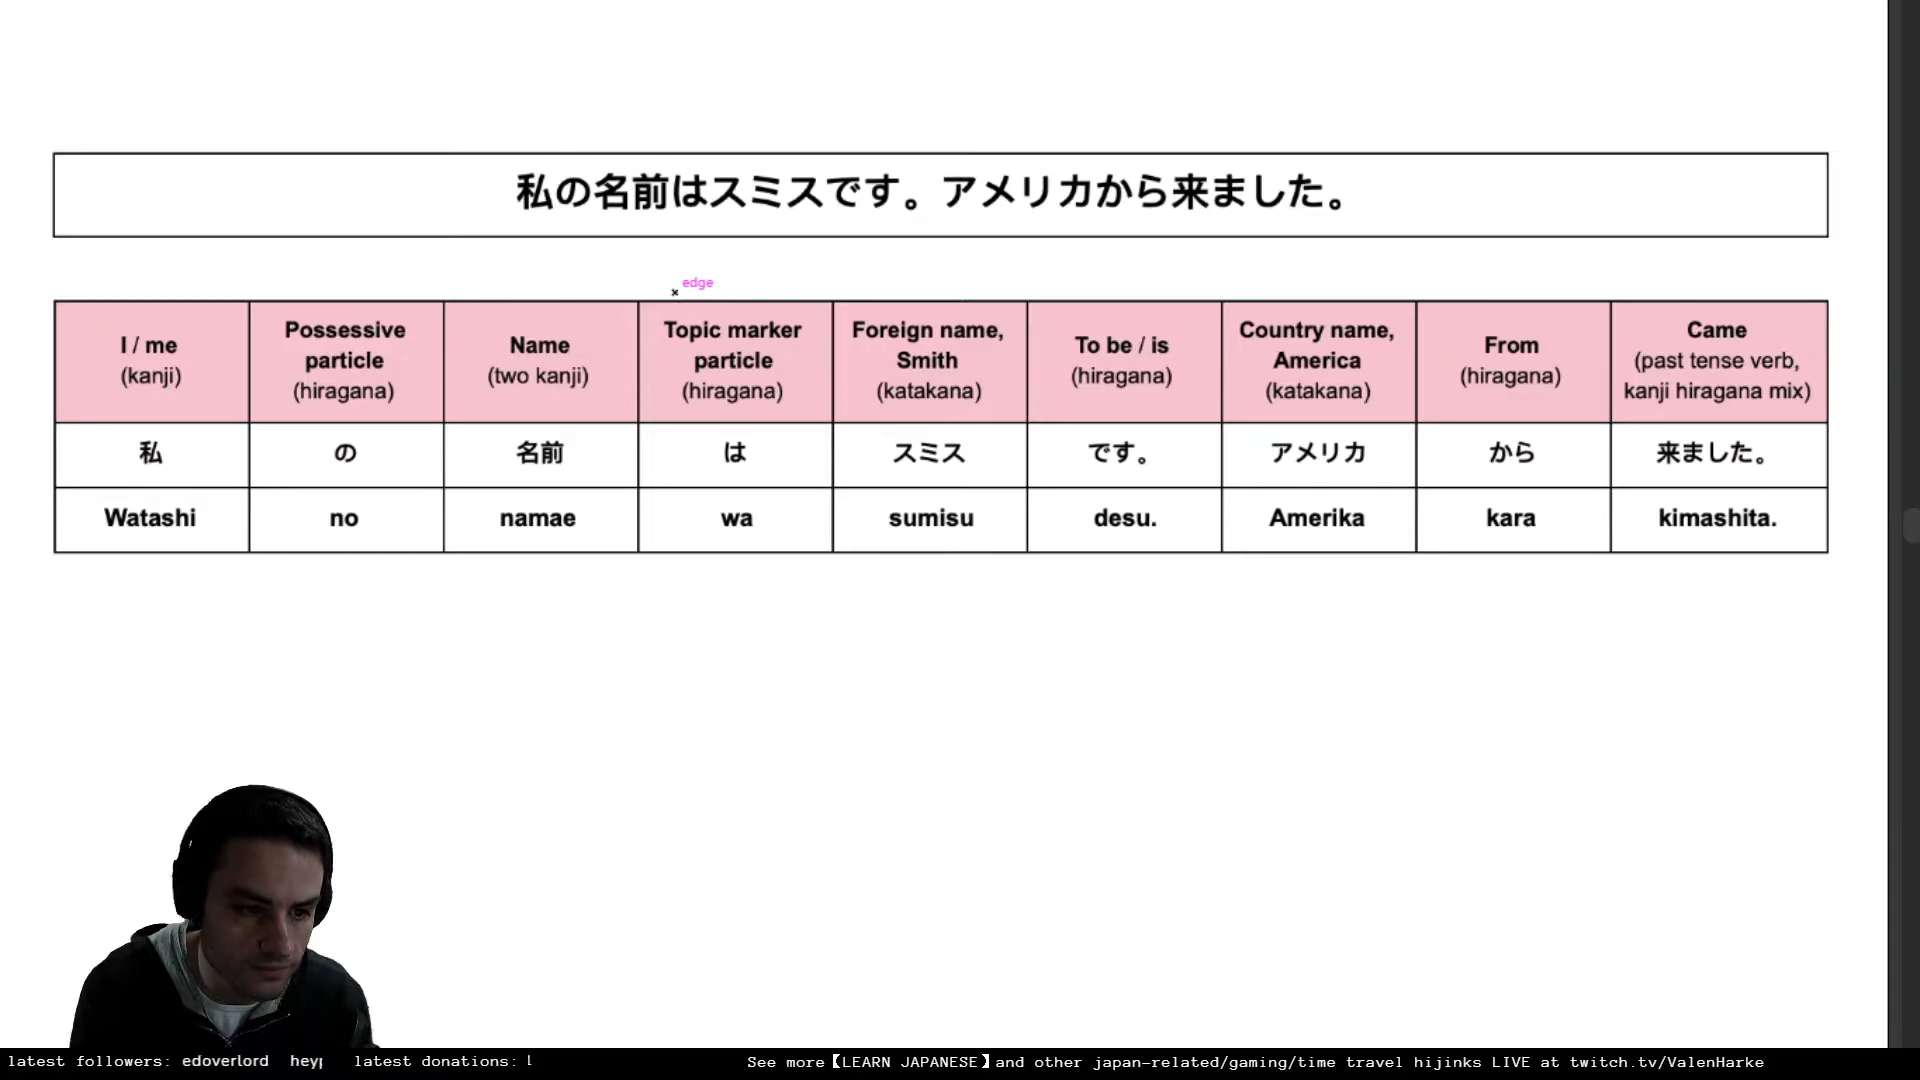 私の名前はスミスです。アメリカから来ました。
edge
I / me
(kanji)
Possessive
particle
(hiragana)
Name
(two kanji)
Topic marker
particle
(hiragana)
Foreign name,
Smith
(katakana)
To be / is
(hiragana)
Country name,
America
(katakana)
From
(hiragana)
Came
(past tense verb,
kanji hiragana mix)
私 の 名前 は スミス です。 アメリカ から 来ました。
Watashi no namae wa sumisu desu. Amerika kara kimashita.
latest followers: edoverlord latest donations: See more【LEARN JAPANESE】and other japan-related/gaming/time travel hijinks LIVE at twitch.tv/ValenHarke